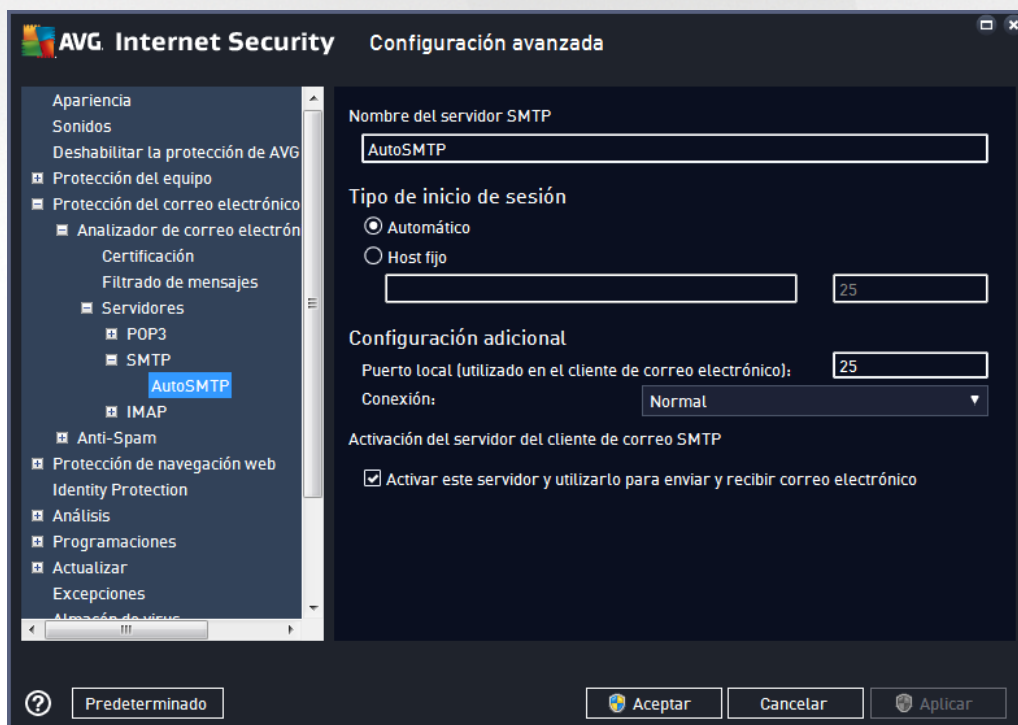 AVG. Internet Security Configuración avanzada
Apariencia
Sonidos
Deshabilitar la protección de AVG
Protección del equipo
Protección del correo electrónico
Analizador de correo electrón
Certificación
Filtrado de mensajes
Servidores
POP3
SMTP
AutoSMTP
IMAP
Anti-Spam
Protección de navegación web
Identity Protection
Análisis
Programaciones
Actualizar
Excepciones
Almacén de virus
Nombre del servidor SMTP
AutoSMTP
Tipo de inicio de sesión
Automático
Host fijo
25
Configuración adicional
Puerto local (utilizado en el cliente de correo electrónico): 25
Conexión: Normal
Activación del servidor del cliente de correo SMTP
Activar este servidor y utilizarlo para enviar y recibir correo electrónico
? Predeterminado Aceptar Cancelar Aplicar